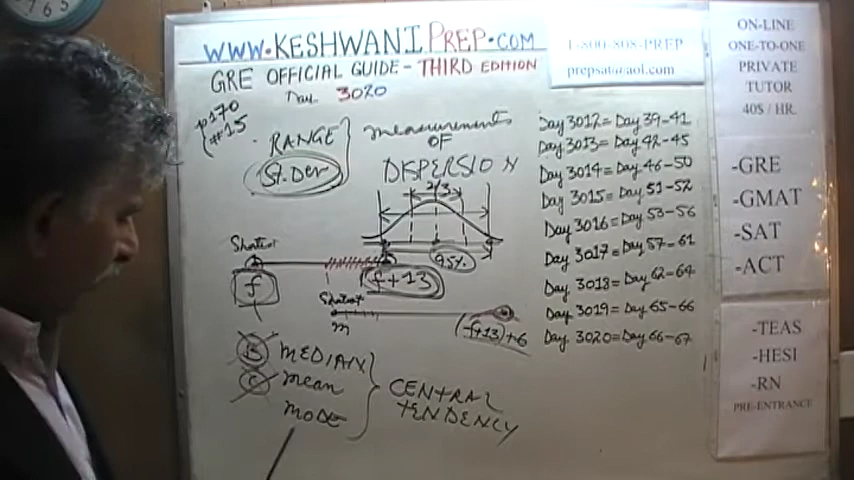 WWW.KESHWANIPREP.COM
1-800-808-PREP
prepsat@aol.com
GRE OFFICIAL GUIDE - THIRD EDITION
Day 3020
p170
#15
RANGE
St. Dev
measurements
OF
DISPERSION
2/3
95%
Shortest
f
f+13
Shortest
m
(f+13)+6
B MEDIAN
C mean
mode
CENTRAL
TENDENCY
Day 3012 = Day 39-41
Day 3013 = Day 42-45
Day 3014 = Day 46-50
Day 3015 = Day 51-52
Day 3016 = Day 53-56
Day 3017 = Day 57-61
Day 3018 = Day 62-64
Day 3019 = Day 65-66
Day 3020 = Day 66-67
ON-LINE
ONE-TO-ONE
PRIVATE
TUTOR
40$ / HR.
-GRE
-GMAT
-SAT
-ACT
-TEAS
-HESI
-RN
PRE-ENTRANCE